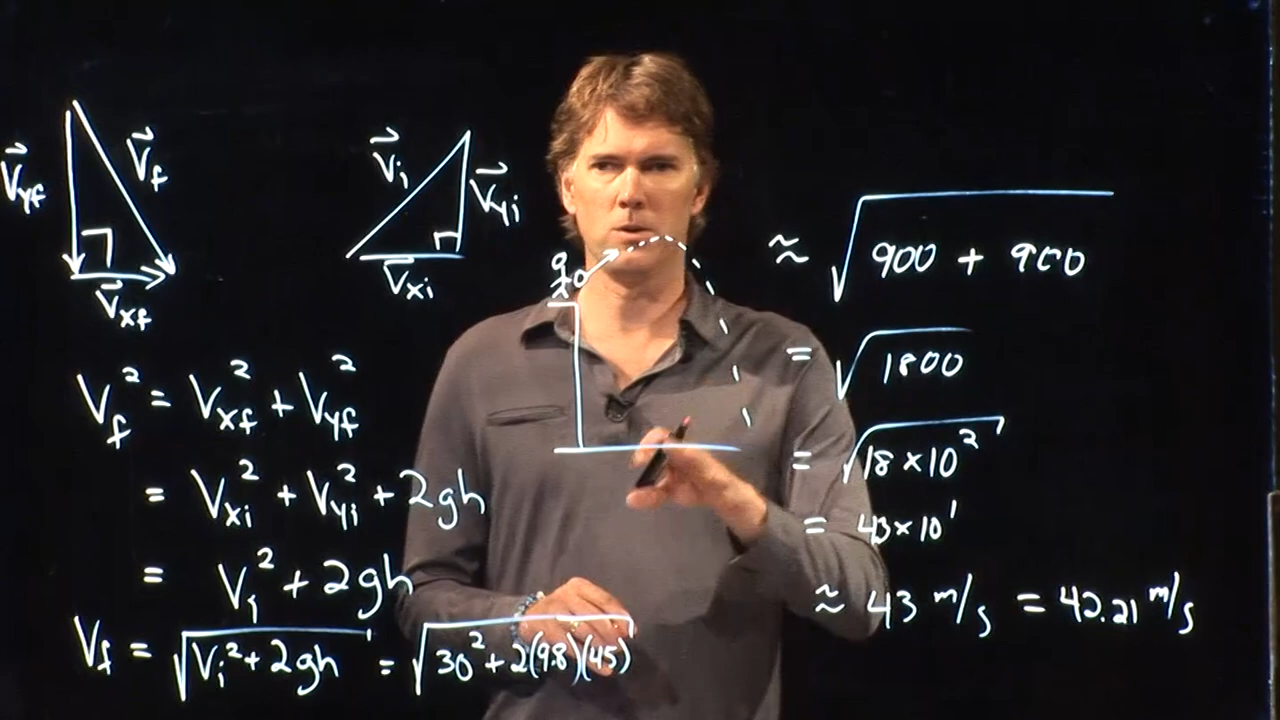 V⃗yf
V⃗f
V⃗xf
V⃗i
V⃗yi
V⃗xi
Vf² = Vxf² + Vyf²
= Vxi² + Vyi² + 2gh
= Vi² + 2gh
Vf = √(Vi² + 2gh) = √(30² + 2(9.8)(45))
≈ √(900 + 900)
= √1800
= √(18 × 10²)
= 43 × 10¹
≈ 43 m/s = 42.21 m/s